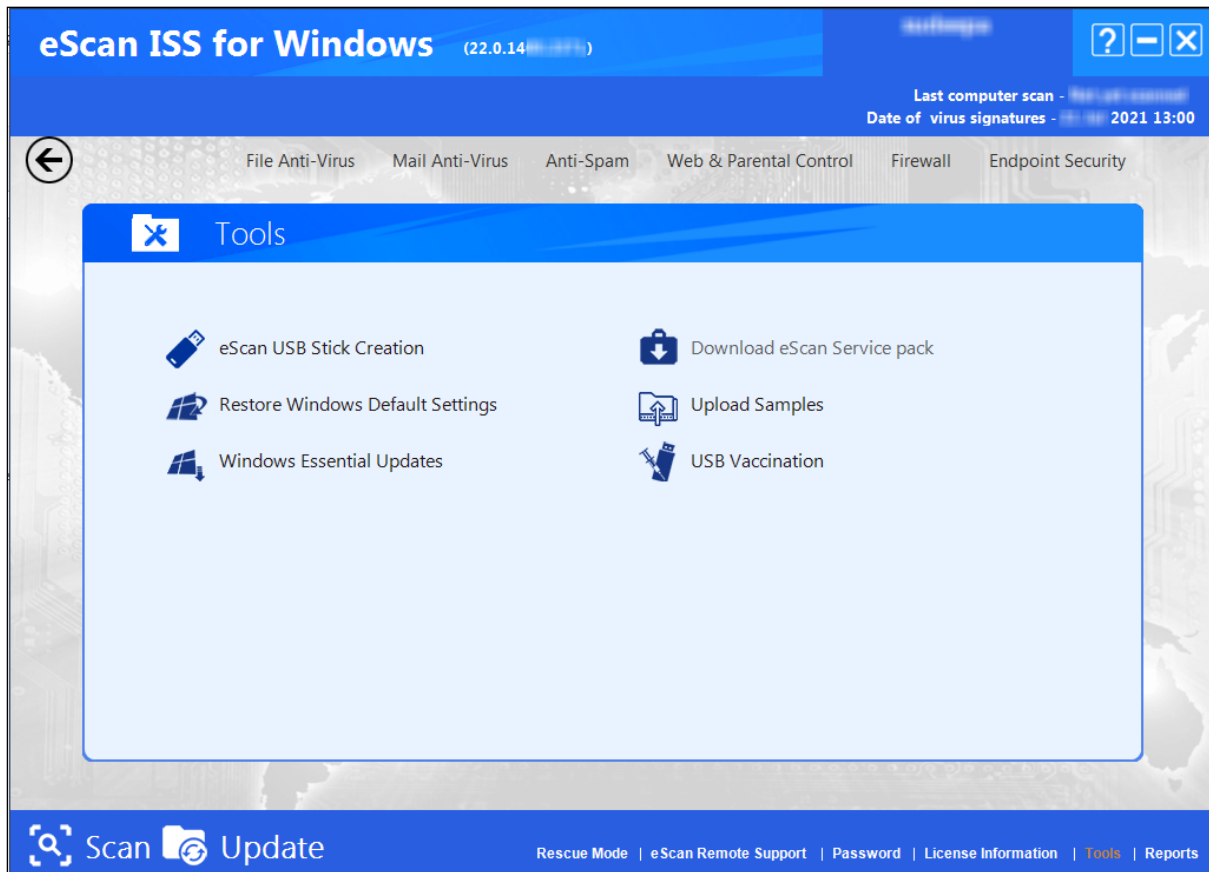 eScan ISS for Windows (22.0.14 )
Last computer scan -
Date of virus signatures - 2021 13:00
File Anti-Virus Mail Anti-Virus Anti-Spam Web & Parental Control Firewall Endpoint Security
Tools
eScan USB Stick Creation
Download eScan Service pack
Restore Windows Default Settings
Upload Samples
Windows Essential Updates
USB Vaccination
Scan Update
Rescue Mode | eScan Remote Support | Password | License Information | Tools | Reports